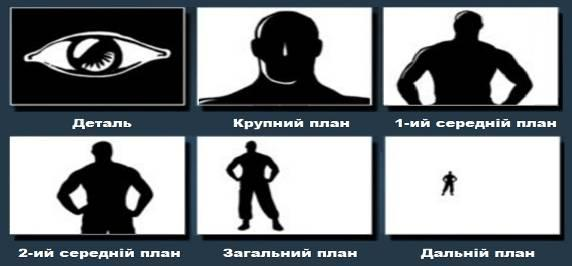 Деталь
Крупний план
1-ий середній план
2-ий середній план
Загальний план
Дальній план